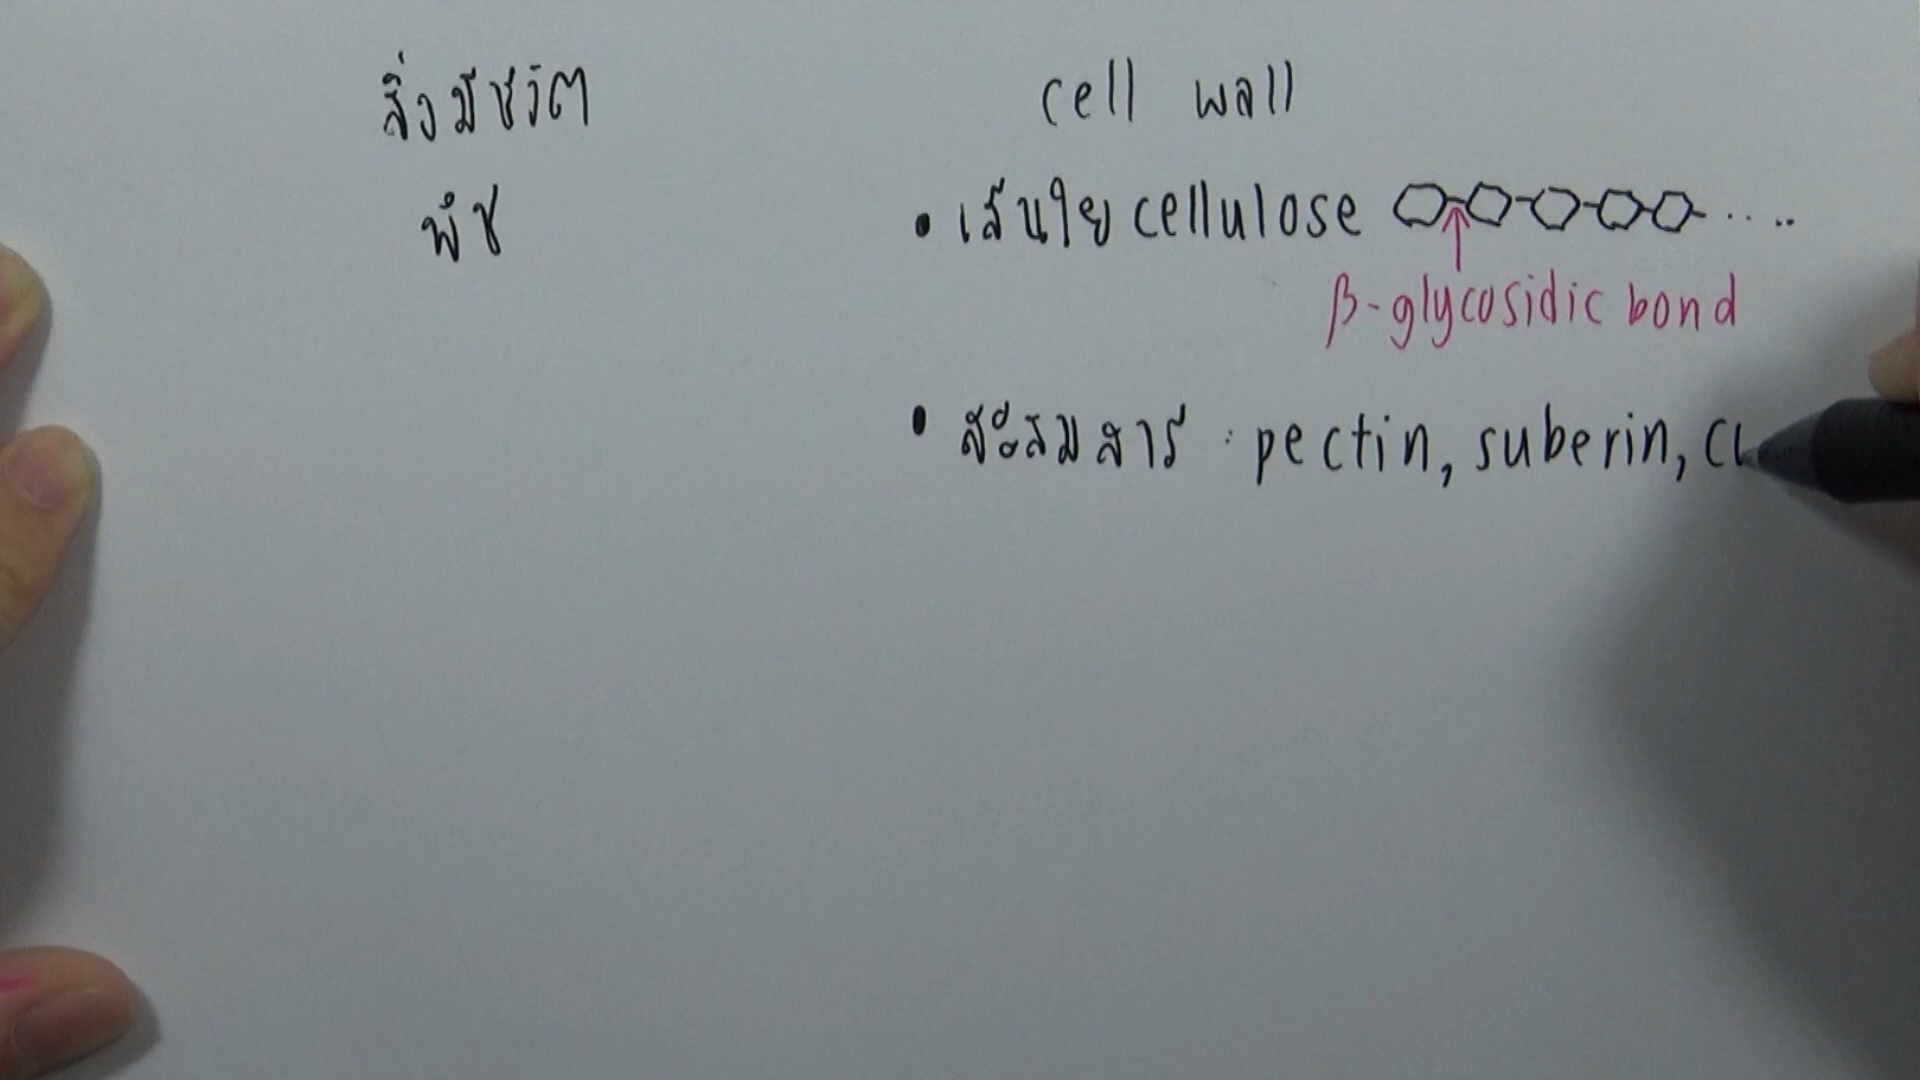 สิ่งมีชีวิต cell wall
พืช • เส้นใย cellulose
β-glycosidic bond
• สะสมสาร : pectin, suberin, cu